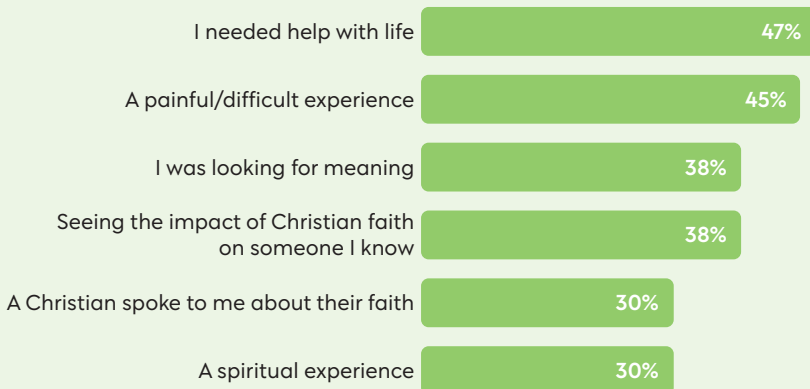 I needed help with life 47%
A painful/difficult experience 45%
I was looking for meaning 38%
Seeing the impact of Christian faith
on someone I know 38%
A Christian spoke to me about their faith 30%
A spiritual experience 30%